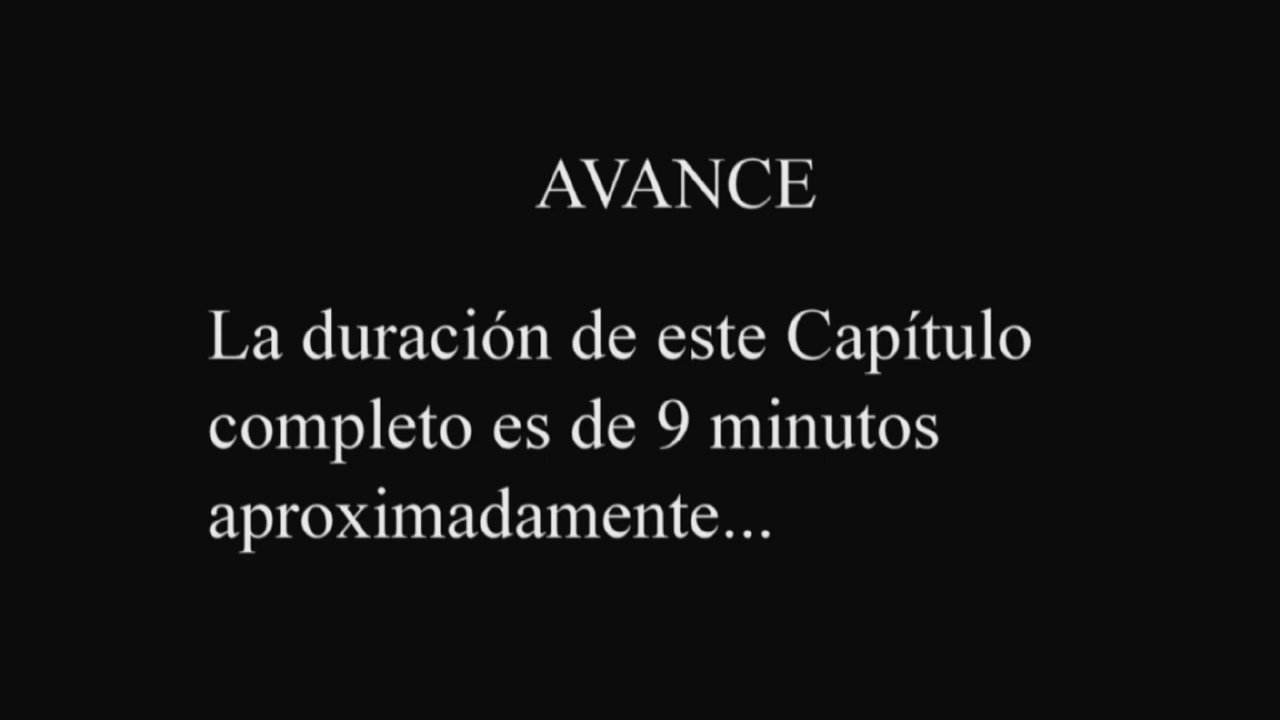 AVANCE
La duración de este Capítulo
completo es de 9 minutos
aproximadamente...